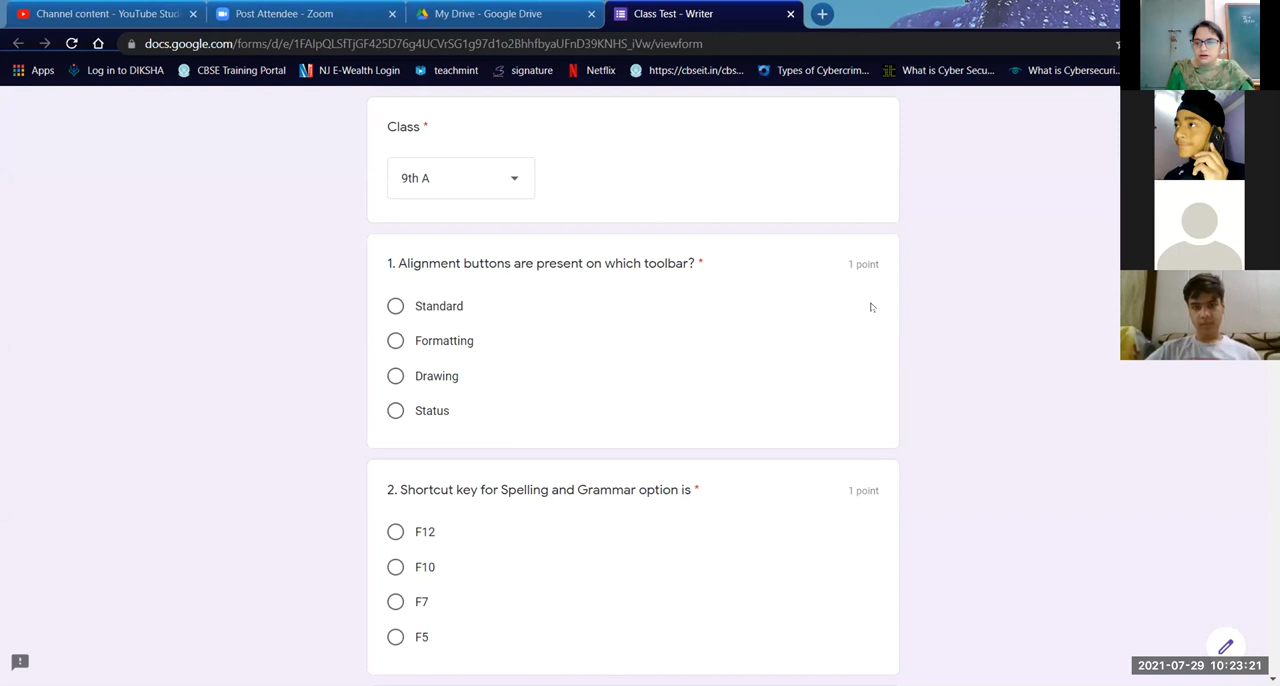 Channel content - YouTube Stud
Post Attendee - Zoom
My Drive - Google Drive
Class Test - Writer
docs.google.com/forms/d/e/1FAIpQLSfTjGF425D76g4UCVrSG1g97d1o2BhhfbyaUFnD39KNHS_iVw/viewform
Apps
Log in to DIKSHA
CBSE Training Portal
NJ E-Wealth Login
teachmint
signature
Netflix
https://cbseit.in/cbs...
Types of Cybercrim...
What is Cyber Secu...
What is Cybersecuri...
Class *
9th A
1. Alignment buttons are present on which toolbar? *
1 point
Standard
Formatting
Drawing
Status
2. Shortcut key for Spelling and Grammar option is *
1 point
F12
F10
F7
F5
2021-07-29 10:23:21